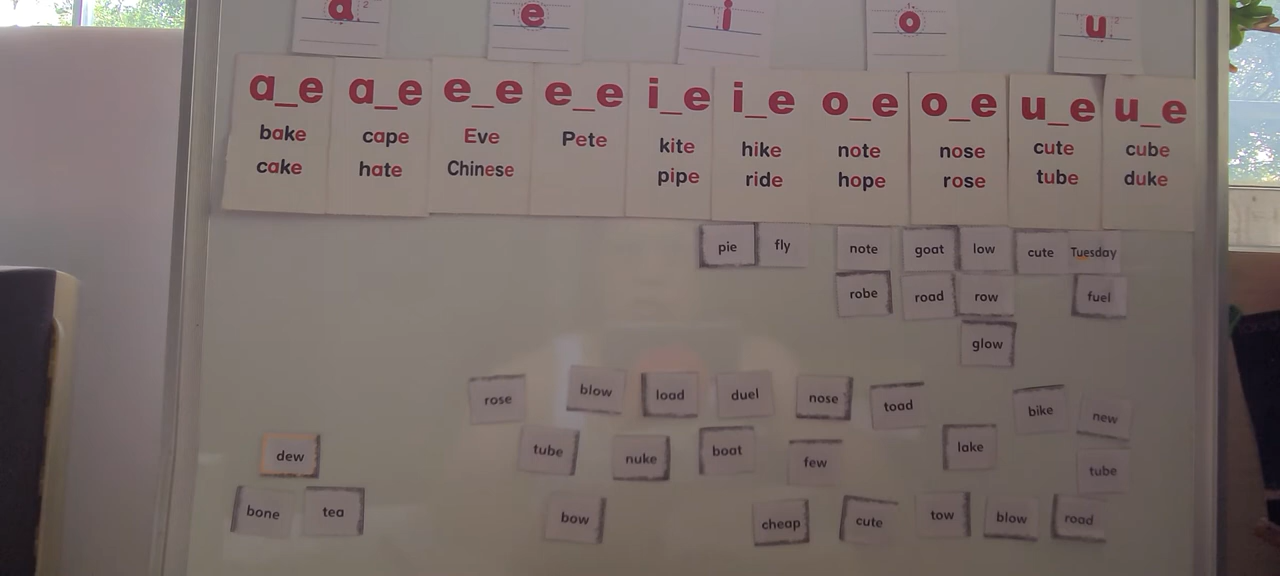 a e i o u
a_e a_e e_e e_e i_e i_e o_e o_e u_e u_e
bake cape Eve Pete kite hike note nose cute cube
cake hate Chinese pipe ride hope rose tube duke
pie fly note goat low cute Tuesday
robe road row fuel
glow
rose blow load duel nose toad bike new
dew tube nuke boat few lake tube
bone tea bow cheap cute tow blow road